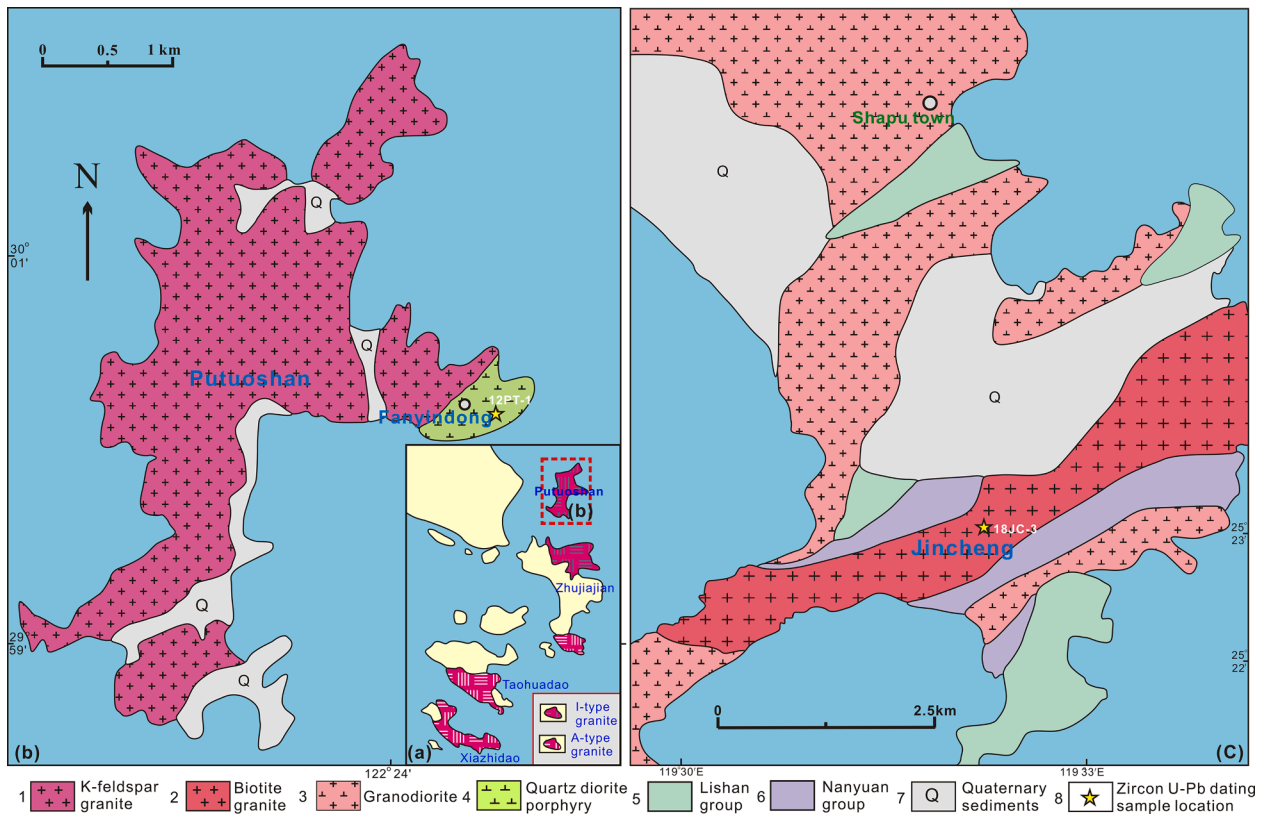 0 0.5 1 km
N
30°
01'
Q
Q
Putuoshan
12PT-1
Fanyindong
Q
Q
29
59'
(b)
122° 24'
Putuoshan
(b)
Zhujiajian
Taohuadao
Xiazhidao
I-type
granite
A-type
granite
(a)
Shapu town
Q
Q
18JC-3
Jincheng
25°
23'
25°
22'
0 2.5km
(C)
119°30'E
119°33'E
1 K-feldspar
granite
2 Biotite
granite
3 Granodiorite
4 Quartz diorite
porphyry
5 Lishan
group
6 Nanyuan
group
7 Q Quaternary
sediments
8 Zircon U-Pb dating
sample location